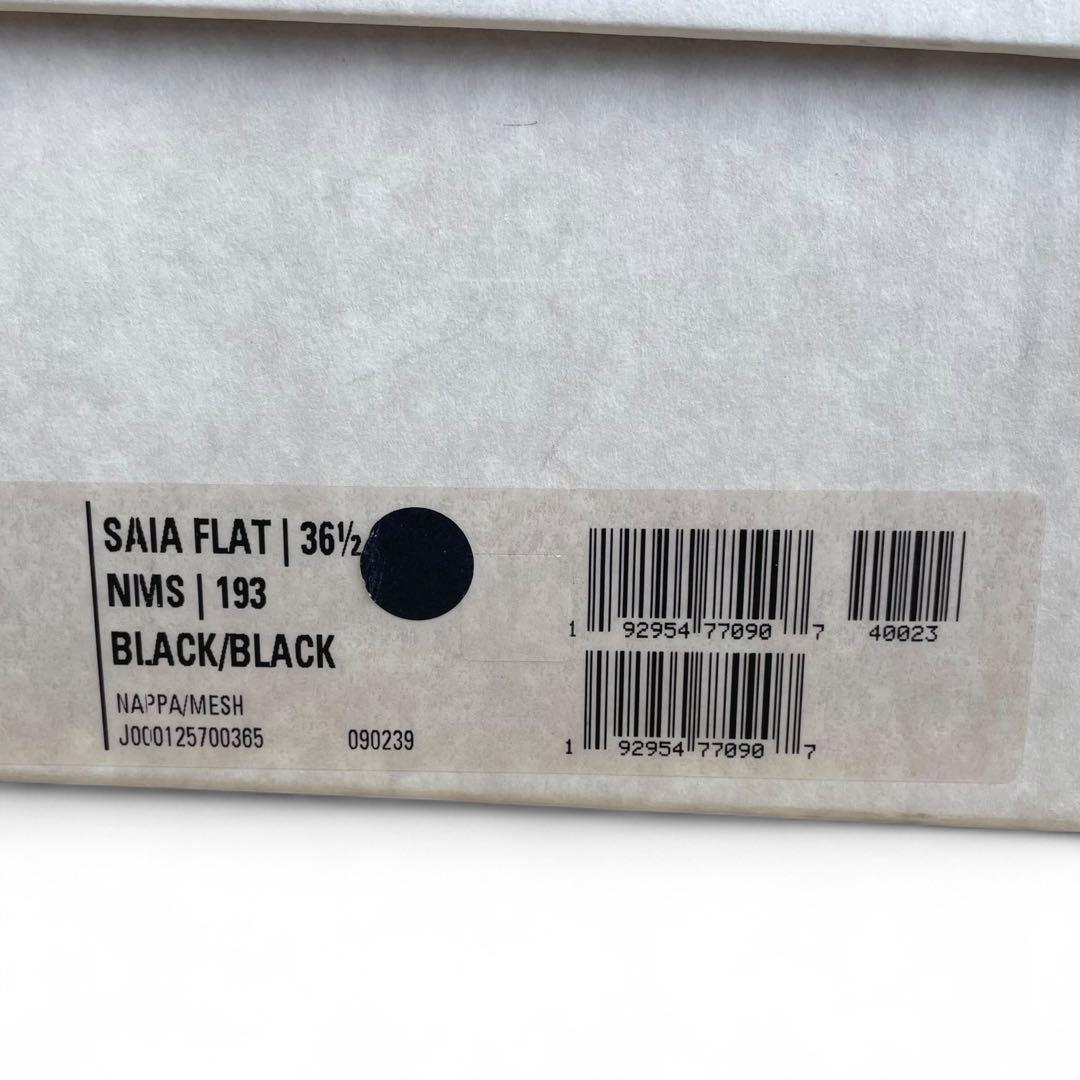 SAIA FLAT | 36½
NMS | 193
BLACK/BLACK
NAPPA/MESH
J000125700365 090239
1 92954 77090 7
40023
1 92954 77090 7